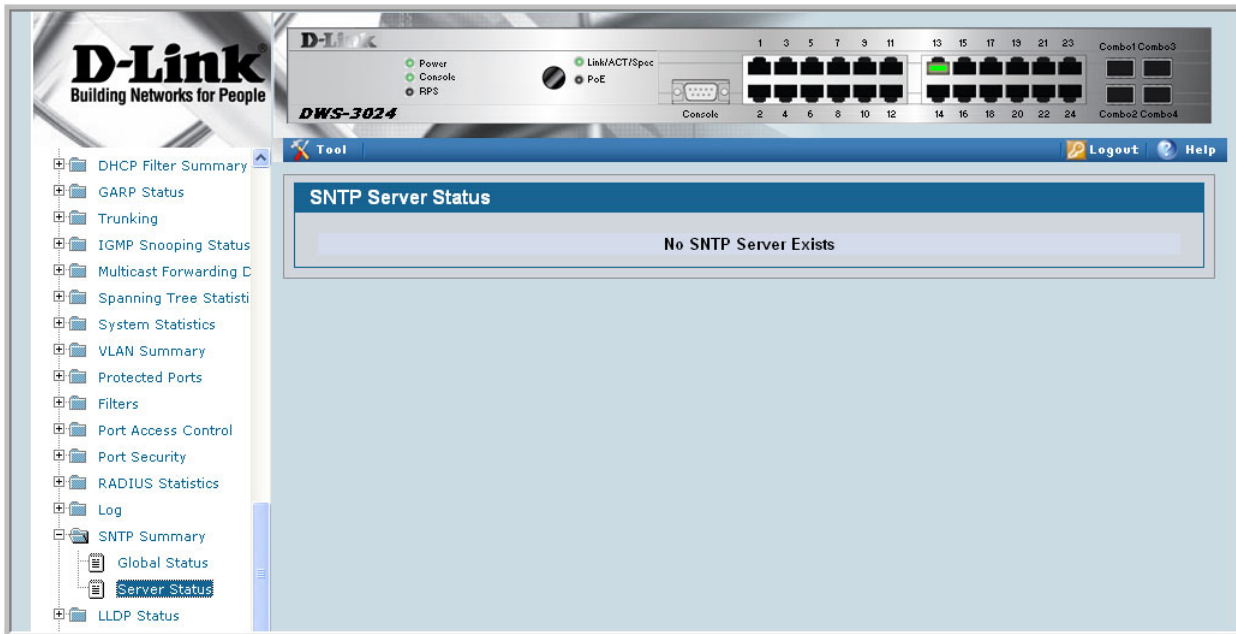 D-Link
Building Networks for People
D-Link
Power
Console
RPS
Link/ACT/Spec
PoE
DWS-3024
Console
1 3 5 7 9 11 13 15 17 19 21 23
Combo1 Combo3
2 4 6 8 10 12 14 16 18 20 22 24
Combo2 Combo4
Tool
Logout
Help
DHCP Filter Summary
GARP Status
Trunking
IGMP Snooping Status
Multicast Forwarding D
Spanning Tree Statisti
System Statistics
VLAN Summary
Protected Ports
Filters
Port Access Control
Port Security
RADIUS Statistics
Log
SNTP Summary
Global Status
Server Status
LLDP Status
SNTP Server Status
No SNTP Server Exists